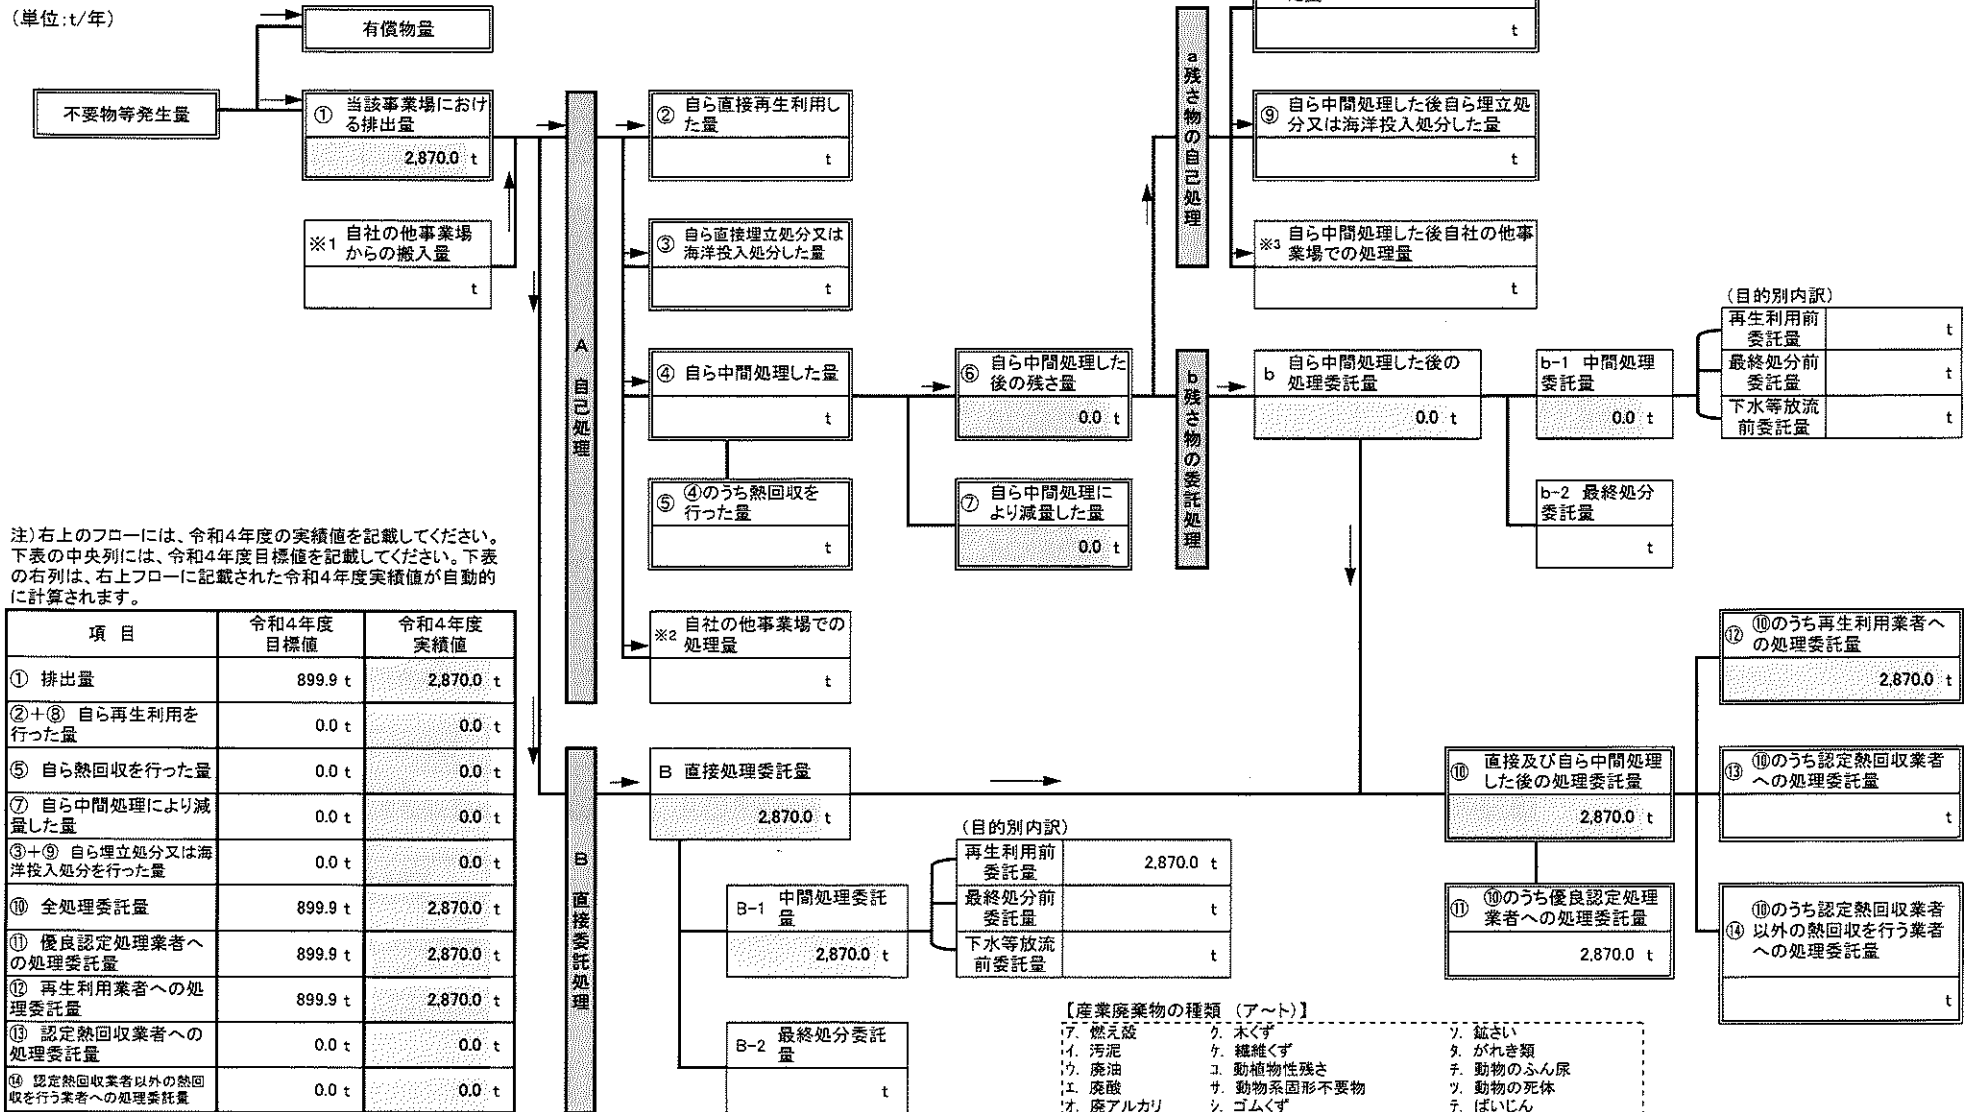 (単位:t/年)
有償物量
不要物等発生量
① 当該事業場におけ
る排出量
2,870.0 t
※1 自社の他事業場
からの搬入量
t
A 自己処理
② 自ら直接再生利用し
た量
t
③ 自ら直接埋立処分又は
海洋投入処分した量
t
④ 自ら中間処理した量
t
⑤ ④のうち熱回収を
行った量
t
※2 自社の他事業場での
処理量
t
⑥ 自ら中間処理した
後の残さ量
0.0 t
⑦ 自ら中間処理に
より減量した量
0.0 t
a 残さ物の自己処理
t
⑨ 自ら中間処理した後自ら埋立処
分又は海洋投入処分した量
t
※3 自ら中間処理した後自社の他事
業場での処理量
t
b 残さ物の委託処理
b 自ら中間処理した後の
処理委託量
0.0 t
b-1 中間処理
委託量
0.0 t
b-2 最終処分
委託量
t
(目的別内訳)
再生利用前
委託量
t
最終処分前
委託量
t
下水等放流
前委託量
t
注)右上のフローには、令和4年度の実績値を記載してください。
下表の中央列には、令和4年度目標値を記載してください。下表
の右列は、右上フローに記載された令和4年度実績値が自動的
に計算されます。
項 目 令和4年度 目標値 令和4年度 実績値
① 排出量 899.9 t 2,870.0 t
②+⑧ 自ら再生利用を
行った量 0.0 t 0.0 t
⑤ 自ら熱回収を行った量 0.0 t 0.0 t
⑦ 自ら中間処理により減
量した量 0.0 t 0.0 t
③+⑨ 自ら埋立処分又は海
洋投入処分を行った量 0.0 t 0.0 t
⑩ 全処理委託量 899.9 t 2,870.0 t
⑪ 優良認定処理業者へ
の処理委託量 899.9 t 2,870.0 t
⑫ 再生利用業者への処
理委託量 899.9 t 2,870.0 t
⑬ 認定熱回収業者への
処理委託量 0.0 t 0.0 t
⑭ 認定熱回収業者以外の熱回
収を行う業者への処理委託量 0.0 t 0.0 t
B 直接委託処理
B 直接処理委託量
2,870.0 t
B-1 中間処理委託
量
2,870.0 t
B-2 最終処分委託
量
t
(目的別内訳)
再生利用前
委託量
2,870.0 t
最終処分前
委託量
t
下水等放流
前委託量
t
⑩ 直接及び自ら中間処理
した後の処理委託量
2,870.0 t
⑪ ⑩のうち優良認定処理
業者への処理委託量
2,870.0 t
⑫ ⑩のうち再生利用業者へ
の処理委託量
2,870.0 t
⑬ ⑩のうち認定熱回収業者
への処理委託量
t
⑭ ⑩のうち認定熱回収業者
以外の熱回収を行う業者
への処理委託量
t
【産業廃棄物の種類 (ア~ト)】
ア. 燃え殻 ク. 木くず ソ. 鉱さい
イ. 汚泥 ケ. 繊維くず タ. がれき類
ウ. 廃油 コ. 動植物性残さ チ. 動物のふん尿
エ. 廃酸 サ. 動物系固形不要物 ツ. 動物の死体
オ. 廃アルカリ シ. ゴムくず テ. ばいじん